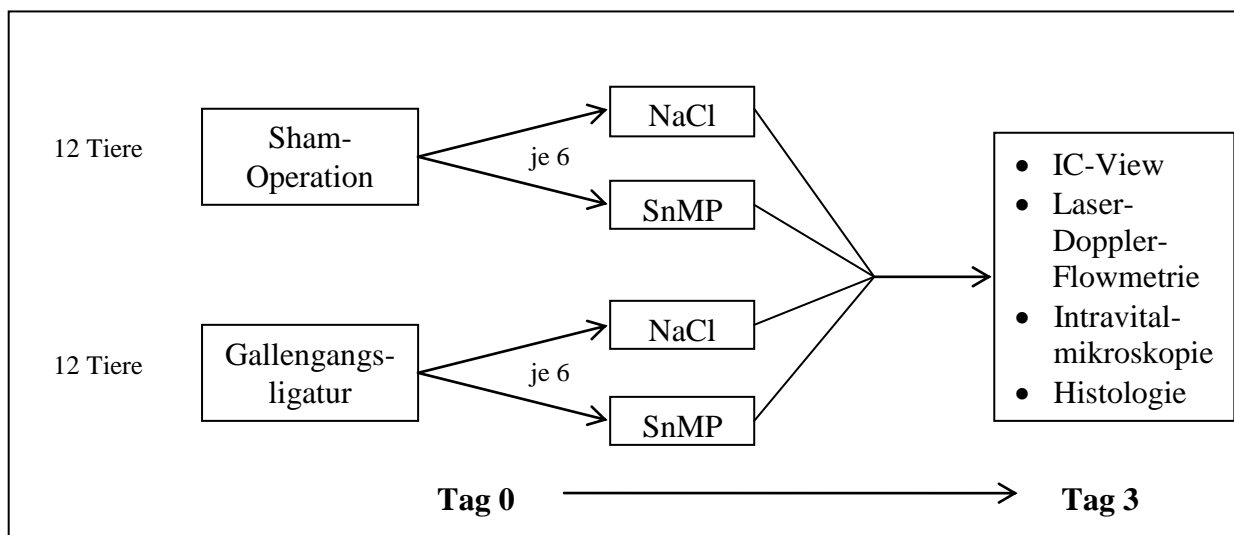 12 Tiere
Sham-
Operation
je 6
NaCl
SnMP
12 Tiere
Gallengangs-
ligatur
je 6
NaCl
SnMP
• IC-View
• Laser-
Doppler-
Flowmetrie
• Intravital-
mikroskopie
• Histologie
Tag 0
Tag 3